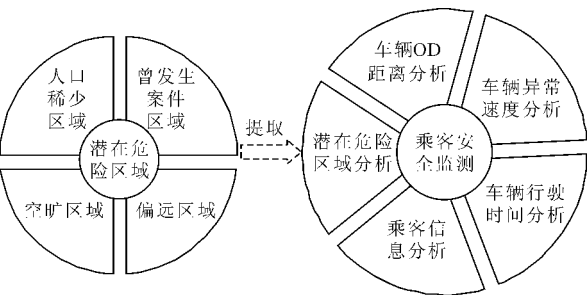 人口
稀少
区域
曾发生
案件
区域
潜在危
险区域
空旷区域
偏远区域
提取
车辆OD
距离分析
车辆异常
速度分析
潜在危险
区域分析
乘客安
全监测
车辆行驶
时间分析
乘客信
息分析